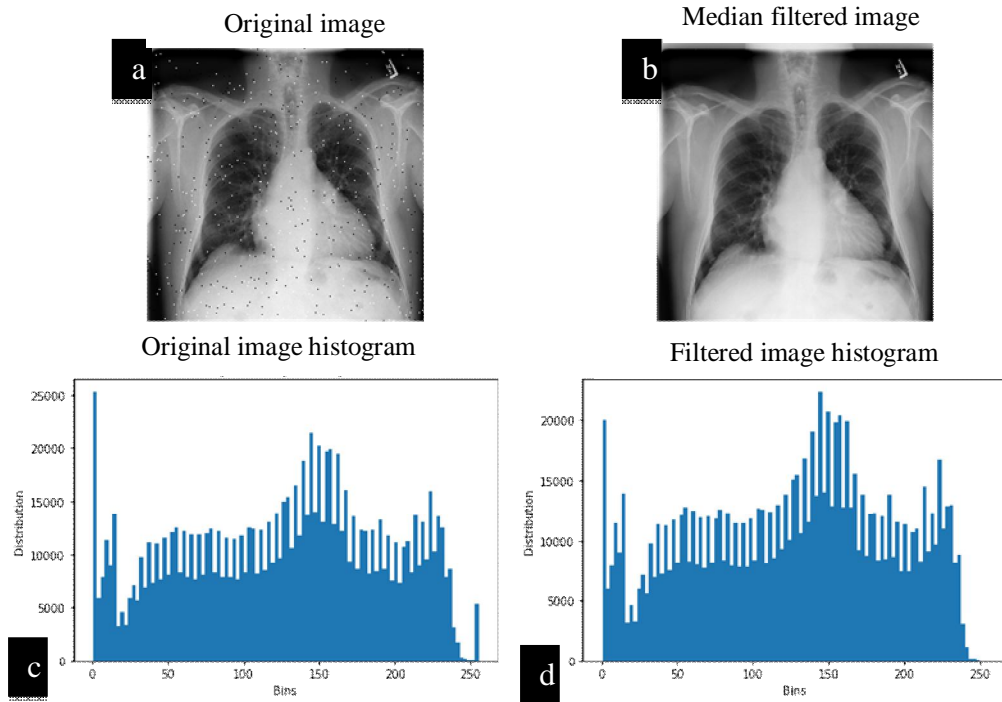 Original image
Median filtered image
a
b
Original image histogram
Filtered image histogram
25000
20000
15000
10000
5000
0
Distribution
0
50
100
150
200
250
Bins
c
20000
15000
10000
5000
0
Distribution
0
50
100
150
200
250
Bins
d